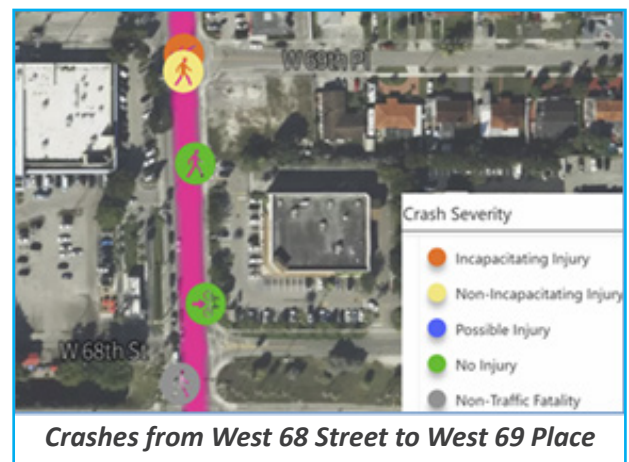 W 69th Pl
Crash Severity
Incapacitating Injury
Non-Incapacitating Injury
Possible Injury
No Injury
W 68th St
Non-Traffic Fatality
Crashes from West 68 Street to West 69 Place